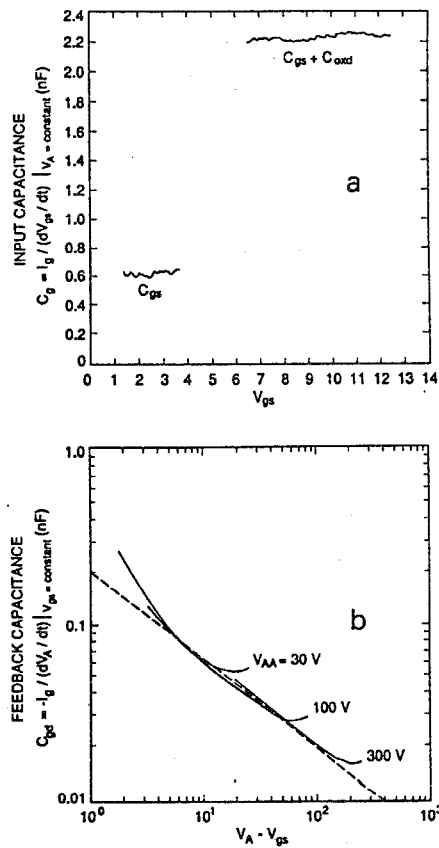 INPUT CAPACITANCE
C_g = I_g / (dV_gs / dt) | V_A = constant (nF)
2.4
2.2
2.0
1.8
1.6
1.4
1.2
1.0
0.8
0.6
0.4
0.2
0
C_gs + C_oxd
a
C_gs
0 1 2 3 4 5 6 7 8 9 10 11 12 13 14
V_gs
FEEDBACK CAPACITANCE
C_gd = -I_g / (dV_A / dt) | V_gs = constant (nF)
1.0
0.1
0.01
b
V_AA = 30 V
100 V
300 V
10^0 10^1 10^2 10^3
V_A - V_gs